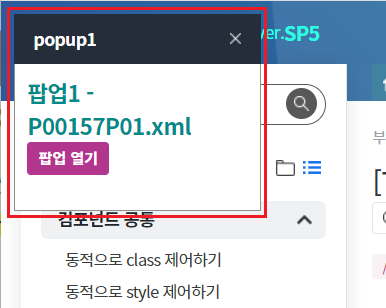 popup1
ver.SP5
팝업1 -
P00157P01.xml
팝업 열기
부
컴포넌트 공통
동적으로 class 제어하기
동적으로 style 제어하기